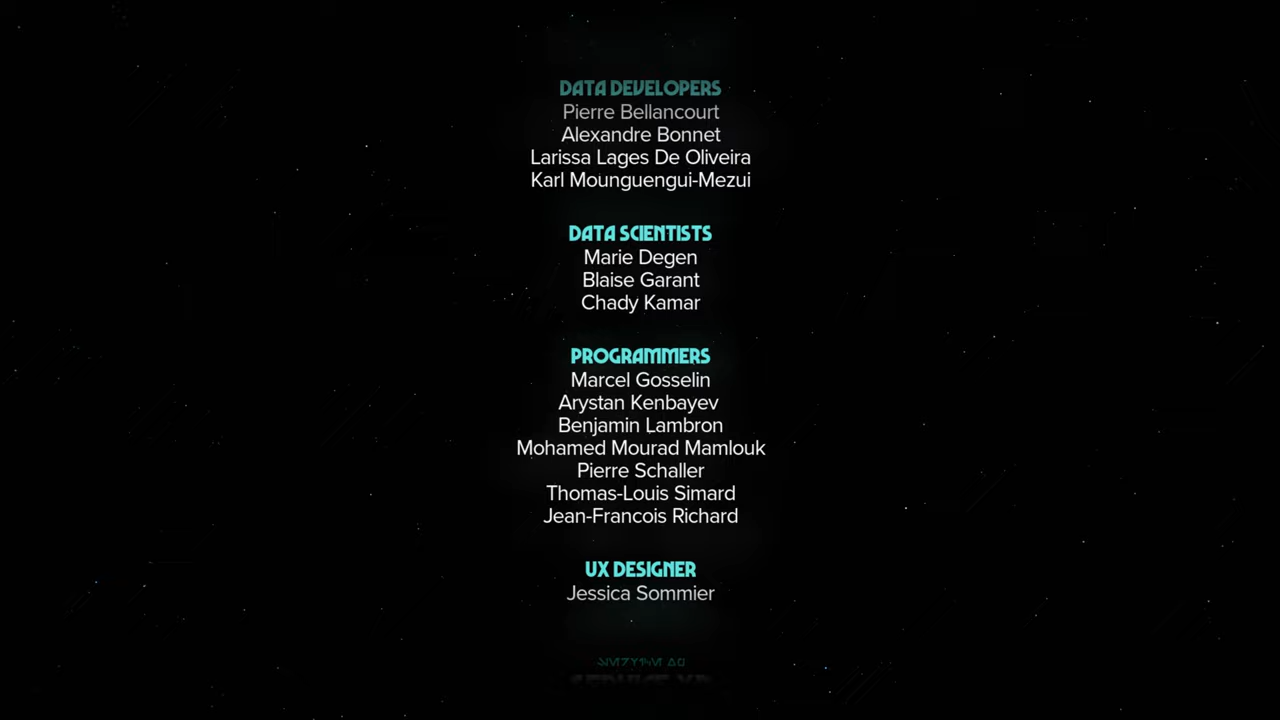 DATA DEVELOPERS
Pierre Bellancourt
Alexandre Bonnet
Larissa Lages De Oliveira
Karl Mounguengui-Mezui
DATA SCIENTISTS
Marie Degen
Blaise Garant
Chady Kamar
PROGRAMMERS
Marcel Gosselin
Arystan Kenbayev
Benjamin Lambron
Mohamed Mourad Mamlouk
Pierre Schaller
Thomas-Louis Simard
Jean-Francois Richard
UX DESIGNER
Jessica Sommier